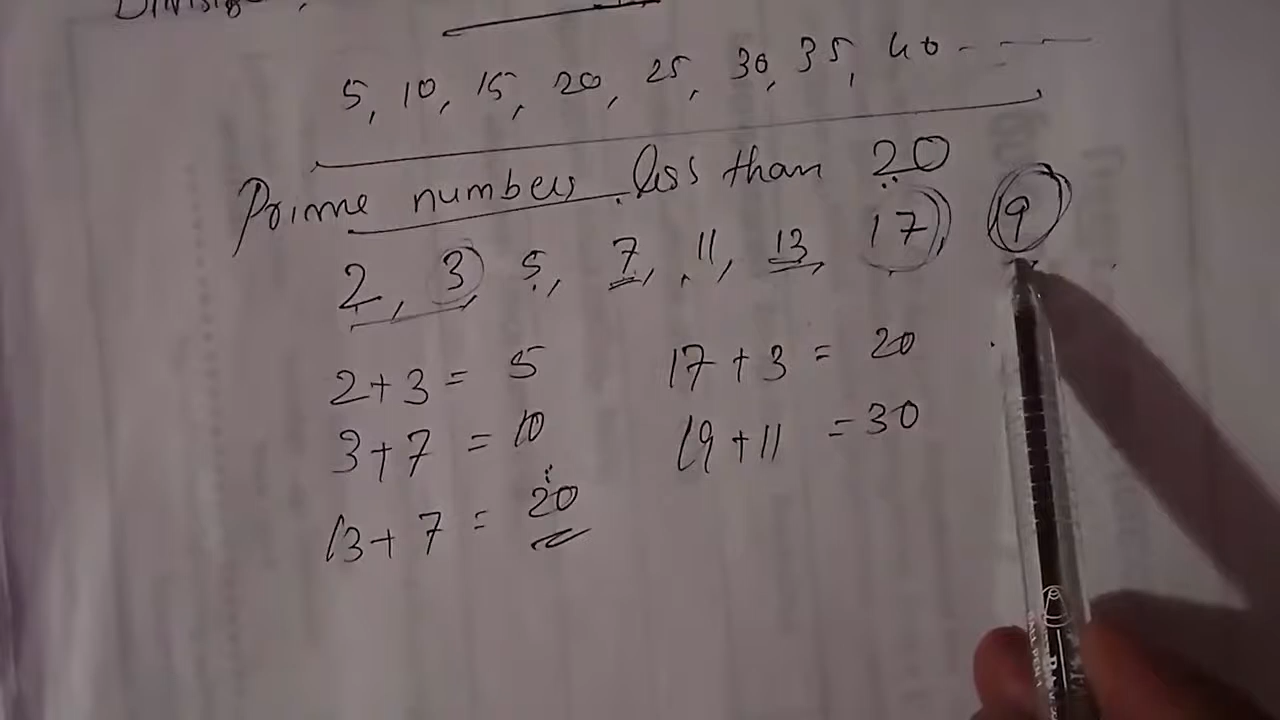 5, 10, 15, 20, 25, 30, 35, 40 - —
Prime numbers less than 20
2, 3, 5, 7, 11, 13, 17, 19
2+3 = 5
17+3 = 20
3+7 = 10
19+11 = 30
13+7 = 20